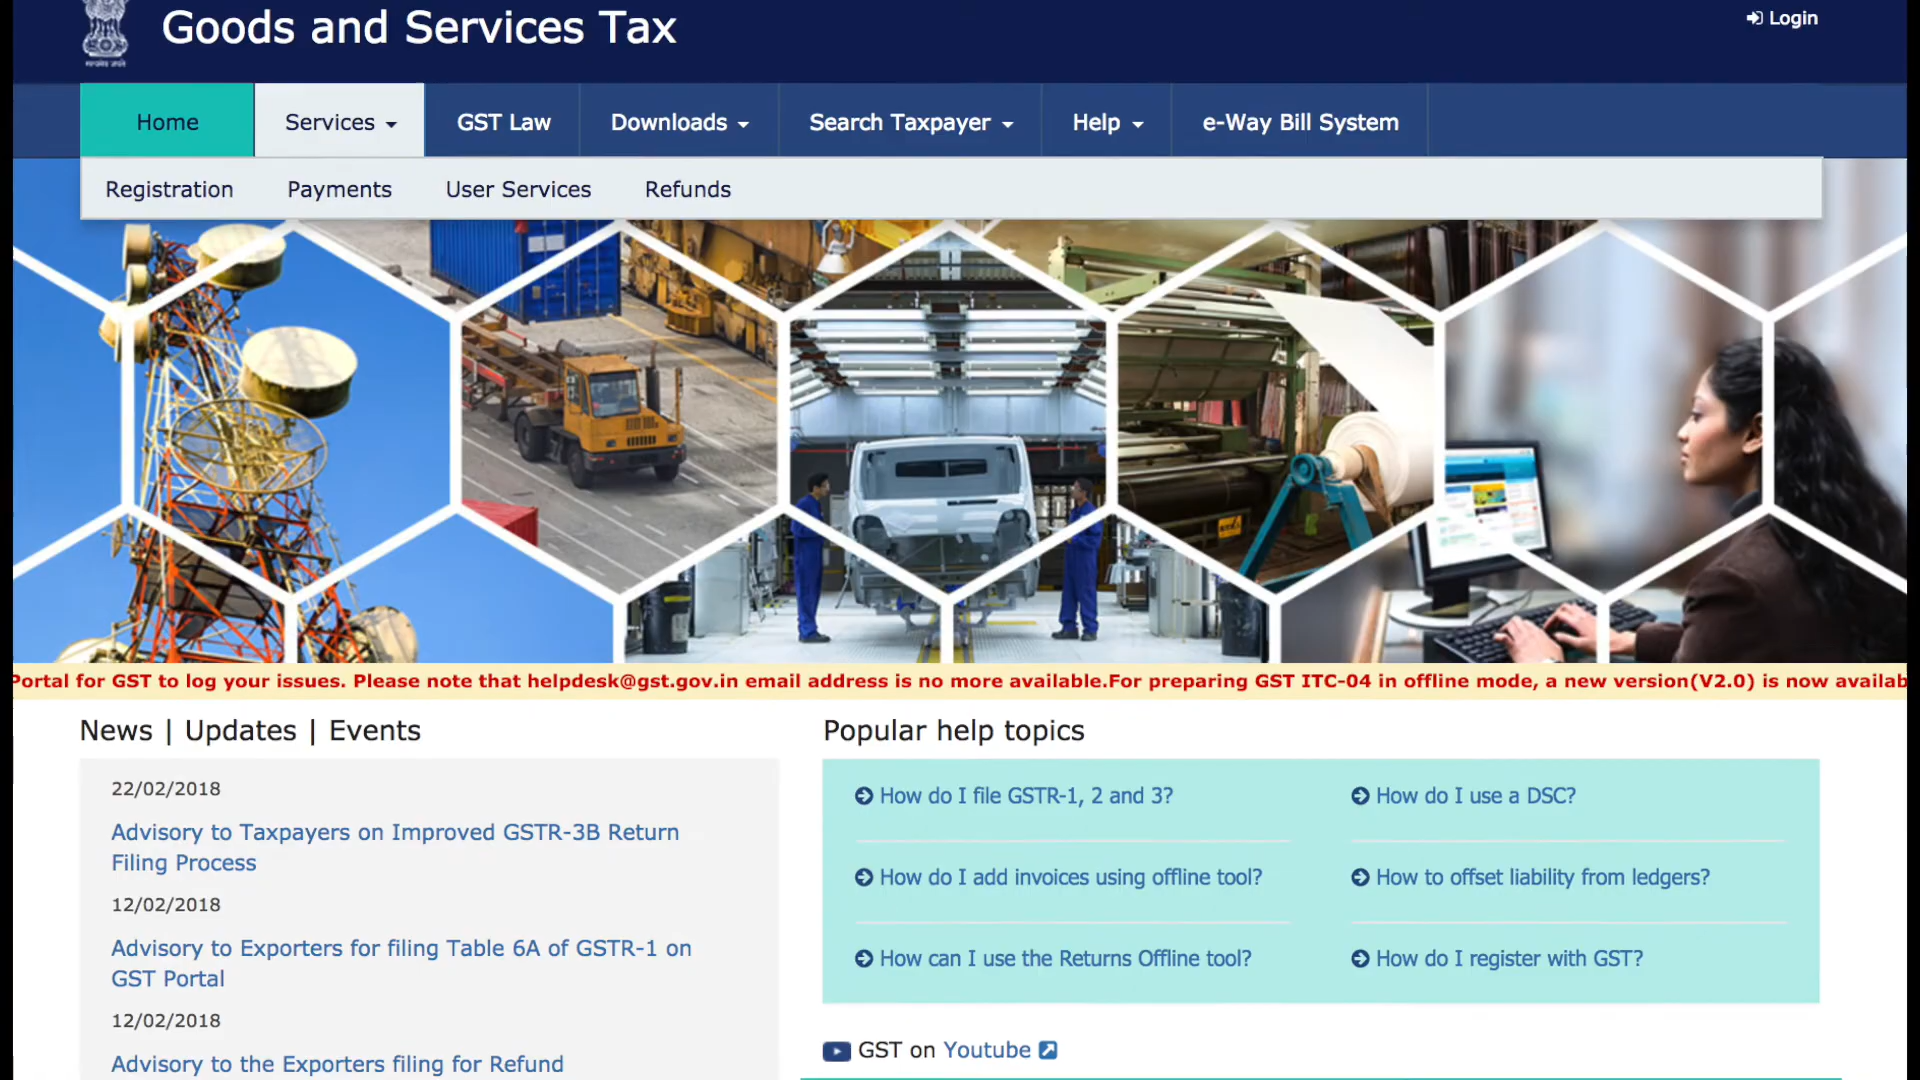 Goods and Services Tax
Login
Home
Services
GST Law
Downloads
Search Taxpayer
Help
e-Way Bill System
Registration
Payments
User Services
Refunds
Portal for GST to log your issues. Please note that helpdesk@gst.gov.in email address is no more available.For preparing GST ITC-04 in offline mode, a new version(V2.0) is now availab
News | Updates | Events
22/02/2018
Advisory to Taxpayers on Improved GSTR-3B Return
Filing Process
12/02/2018
Advisory to Exporters for filing Table 6A of GSTR-1 on
GST Portal
12/02/2018
Advisory to the Exporters filing for Refund
Popular help topics
How do I file GSTR-1, 2 and 3?
How do I use a DSC?
How do I add invoices using offline tool?
How to offset liability from ledgers?
How can I use the Returns Offline tool?
How do I register with GST?
GST on Youtube